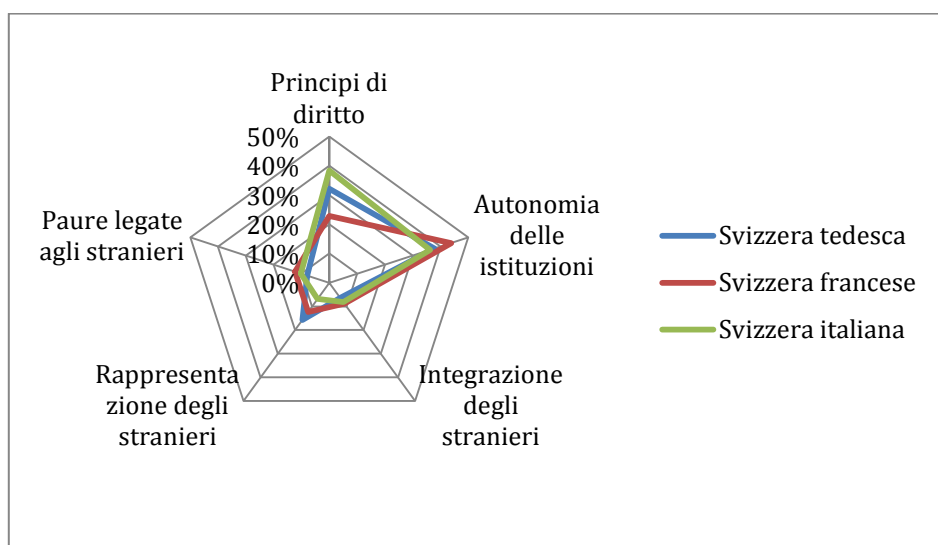 Principi di
diritto
50%
40%
30%
20%
10%
0%
Autonomia
delle
istituzioni
Integrazione
degli
stranieri
Rappresenta
zione degli
stranieri
Paure legate
agli stranieri
Svizzera tedesca
Svizzera francese
Svizzera italiana